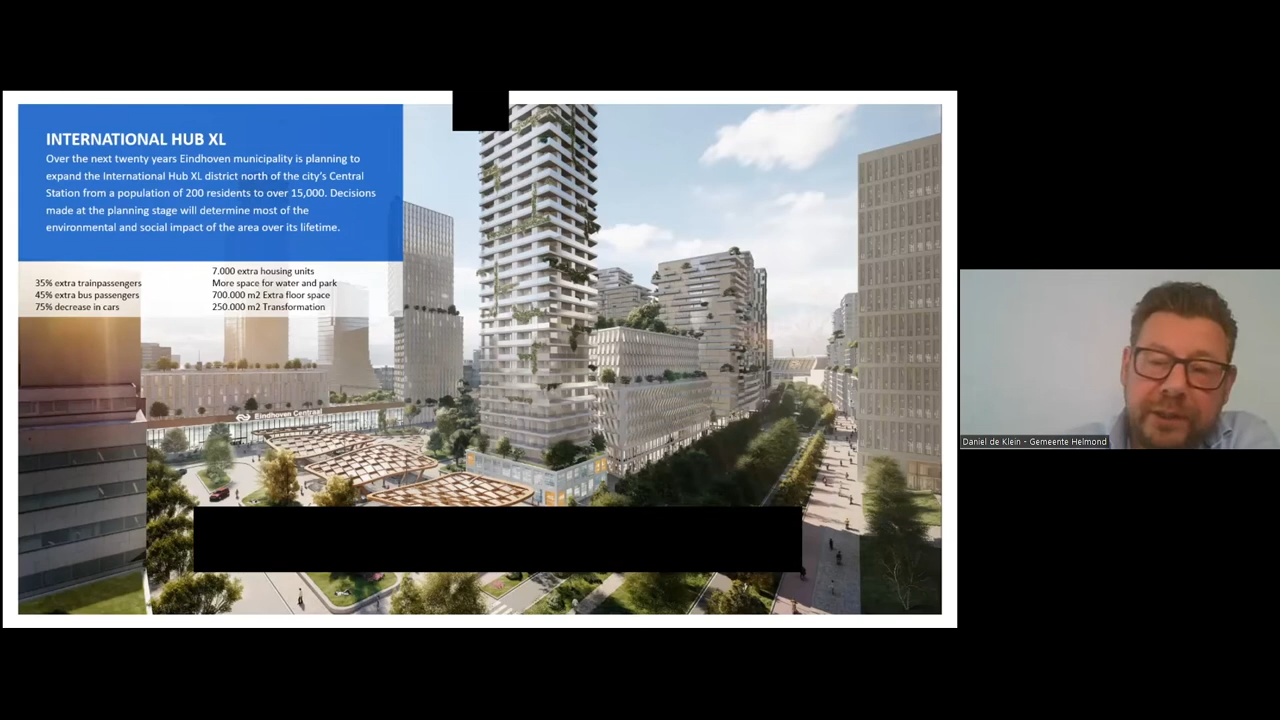 INTERNATIONAL HUB XL
Over the next twenty years Eindhoven municipality is planning to
expand the International Hub XL district north of the city's Central
Station from a population of 200 residents to over 15,000. Decisions
made at the planning stage will determine most of the
environmental and social impact of the area over its lifetime.
35% extra trainpassengers
45% extra bus passengers
75% decrease in cars
7.000 extra housing units
More space for water and park
700.000 m2 Extra floor space
250.000 m2 Transformation
Eindhoven Centraal
Daniel de Klein - Gemeente Helmond